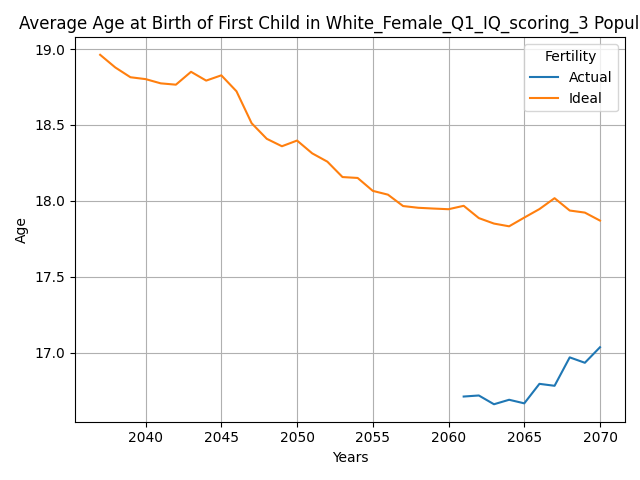 Average Age at Birth of First Child in White_Female_Q1_IQ_scoring_3 Popul
Fertility
Actual
Ideal
19.0
18.5
18.0
17.5
17.0
Age
2040 2045 2050 2055 2060 2065 2070
Years